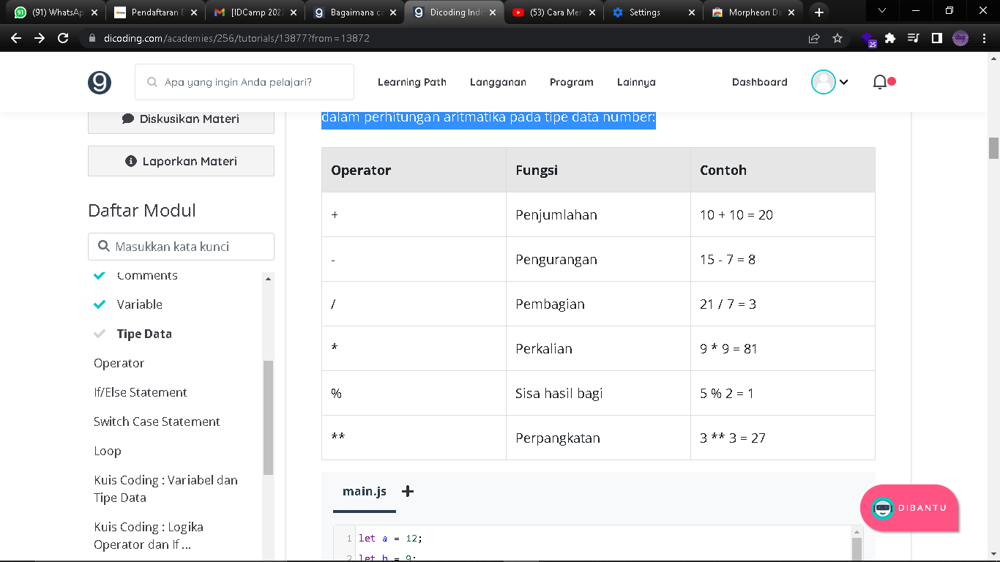 (91) WhatsAp
Pendaftaran E
[IDCamp 2022
Bagaimana ca
Dicoding Indo
(53) Cara Men
Settings
Morpheon Da
dicoding.com/academies/256/tutorials/13877?from=13872
25
Apa yang ingin Anda pelajari?
Learning Path
Langganan
Program
Lainnya
Dashboard
Diskusikan Materi
Laporkan Materi
Daftar Modul
Masukkan kata kunci
Comments
Variable
Tipe Data
Operator
If/Else Statement
Switch Case Statement
Loop
Kuis Coding : Variabel dan
Tipe Data
Kuis Coding : Logika
Operator dan If ...
dalam perhitungan aritmatika pada tipe data number:
Operator Fungsi Contoh
+ Penjumlahan 10 + 10 = 20
- Pengurangan 15 - 7 = 8
/ Pembagian 21 / 7 = 3
* Perkalian 9 * 9 = 81
% Sisa hasil bagi 5 % 2 = 1
** Perpangkatan 3 ** 3 = 27
main.js
1 let a = 12;
2 let b = 9;
DIBANTU